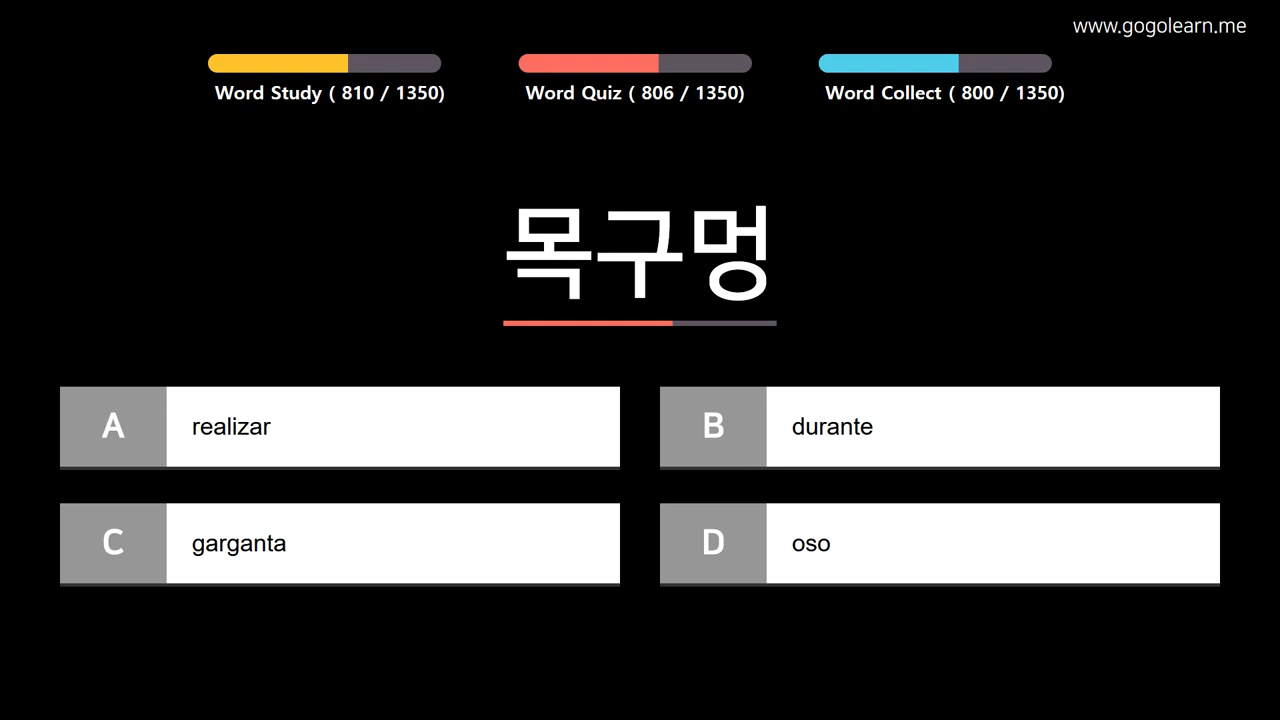 www.gogolearn.me
Word Study ( 810 / 1350)
Word Quiz ( 806 / 1350)
Word Collect ( 800 / 1350)
목구멍
A realizar
B durante
C garganta
D oso